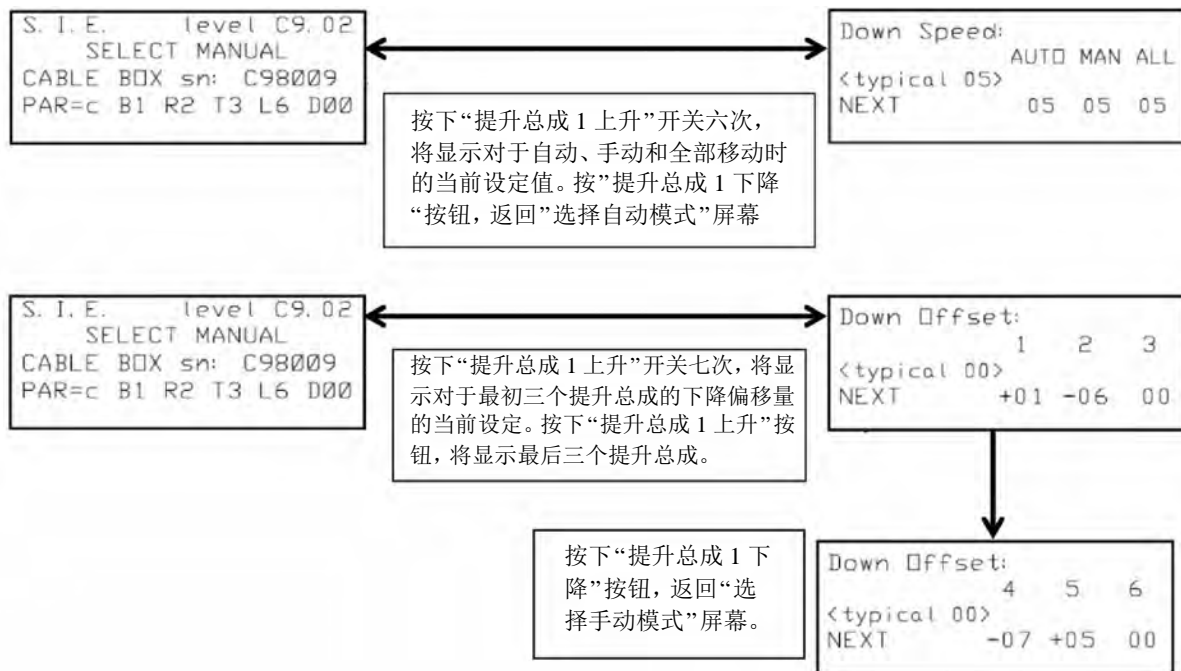 S. I. E. level C9.02
SELECT MANUAL
CABLE BOX sn: C98009
PAR=c B1 R2 T3 L6 D00
Down Speed:
AUTO MAN ALL
<typical 05>
NEXT 05 05 05
按下“提升总成 1 上升”开关六次，
将显示对于自动、手动和全部移动时
的当前设定值。按”提升总成 1 下降
“按钮，返回”选择自动模式”屏幕
S. I. E. level C9.02
SELECT MANUAL
CABLE BOX sn: C98009
PAR=c B1 R2 T3 L6 D00
Down Offset:
1 2 3
<typical 00>
NEXT +01 -06 00
按下“提升总成 1 上升”开关七次，将显
示对于最初三个提升总成的下降偏移量
的当前设定。按下“提升总成 1 上升”按
钮，将显示最后三个提升总成。
按下“提升总成 1 下
降”按钮，返回“选
择手动模式”屏幕。
Down Offset:
4 5 6
<typical 00>
NEXT -07 +05 00